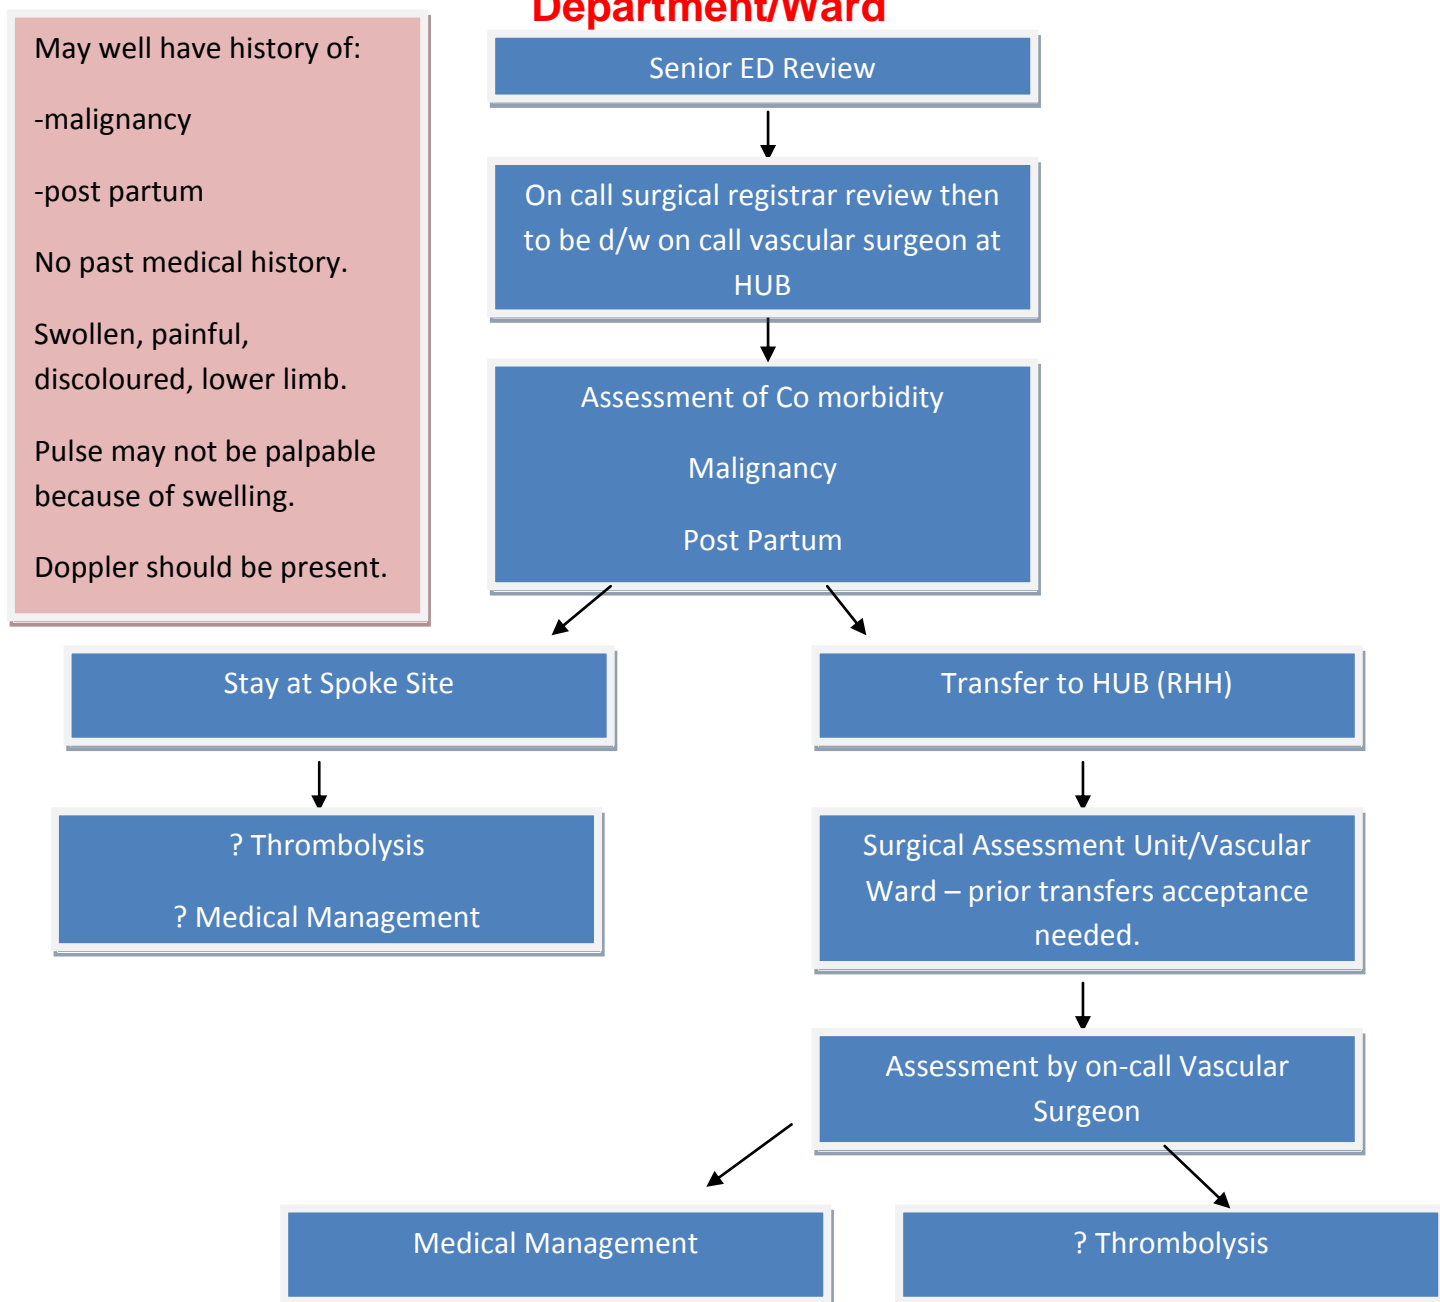 Department/Ward
May well have history of:
-malignancy
-post partum
No past medical history.
Swollen, painful,
discoloured, lower limb.
Pulse may not be palpable
because of swelling.
Doppler should be present.
Senior ED Review
On call surgical registrar review then
to be d/w on call vascular surgeon at
HUB
Assessment of Co morbidity
Malignancy
Post Partum
Stay at Spoke Site
Transfer to HUB (RHH)
? Thrombolysis
? Medical Management
Surgical Assessment Unit/Vascular
Ward – prior transfers acceptance
needed.
Assessment by on-call Vascular
Surgeon
Medical Management
? Thrombolysis